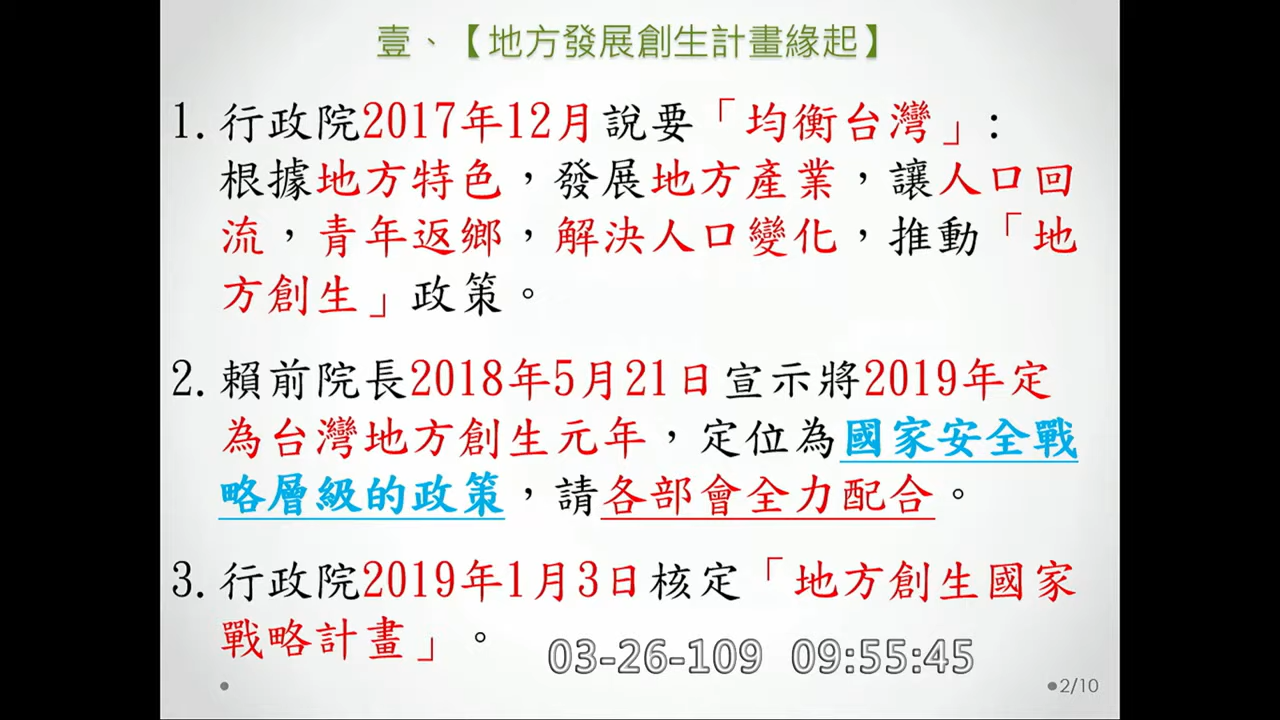 壹、【地方發展創生計畫緣起】
1.行政院2017年12月說要「均衡台灣」:
根據地方特色，發展地方產業，讓人口回
流，青年返鄉，解決人口變化，推動「地
方創生」政策。
2.賴前院長2018年5月21日宣示將2019年定
為台灣地方創生元年，定位為國家安全戰
略層級的政策，請各部會全力配合。
3.行政院2019年1月3日核定「地方創生國家
戰略計畫」。
03-26-109 09:55:45
2/10